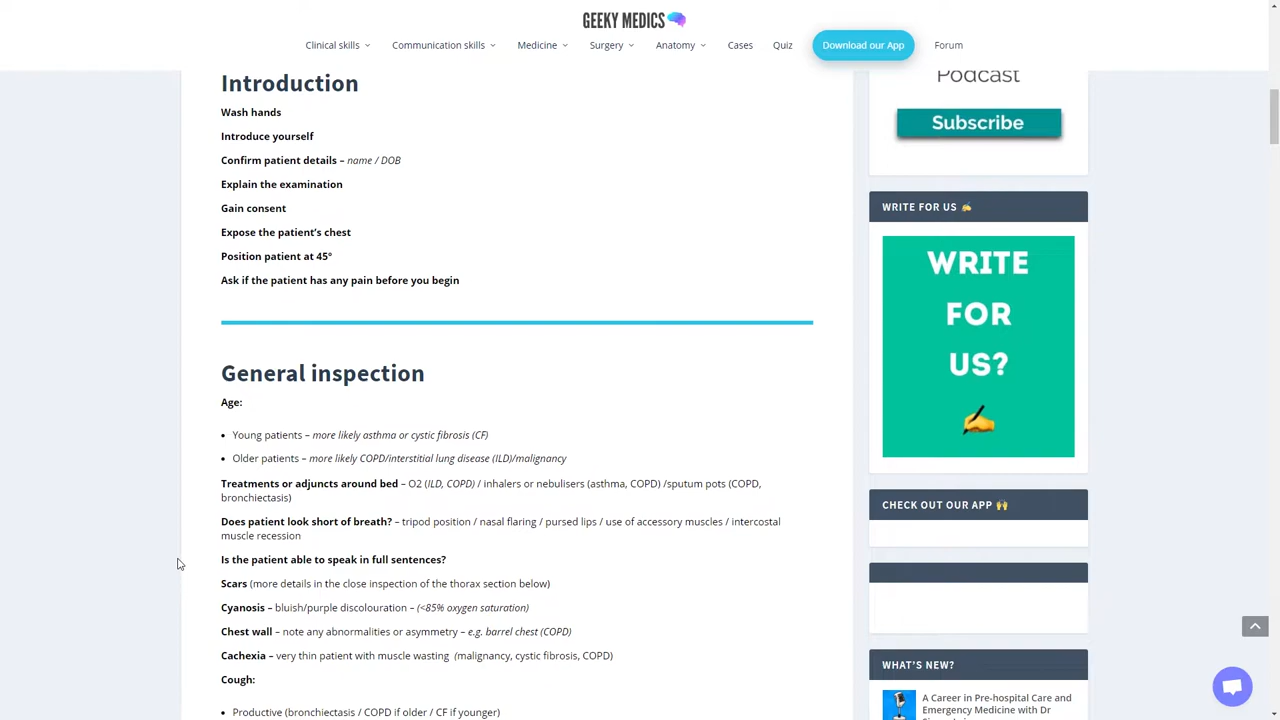 GEEKY MEDICS
Clinical skills
Communication skills
Medicine
Surgery
Anatomy
Cases
Quiz
Download our App
Forum
Introduction
Wash hands
Introduce yourself
Confirm patient details – name / DOB
Explain the examination
Gain consent
Expose the patient’s chest
Position patient at 45°
Ask if the patient has any pain before you begin
General inspection
Age:
• Young patients – more likely asthma or cystic fibrosis (CF)
• Older patients – more likely COPD/interstitial lung disease (ILD)/malignancy
Treatments or adjuncts around bed – O2 (ILD, COPD) / inhalers or nebulisers (asthma, COPD) /sputum pots (COPD,
bronchiectasis)
Does patient look short of breath? – tripod position / nasal flaring / pursed lips / use of accessory muscles / intercostal
muscle recession
Is the patient able to speak in full sentences?
Scars (more details in the close inspection of the thorax section below)
Cyanosis – bluish/purple discolouration – (<85% oxygen saturation)
Chest wall – note any abnormalities or asymmetry – e.g. barrel chest (COPD)
Cachexia – very thin patient with muscle wasting (malignancy, cystic fibrosis, COPD)
Cough:
• Productive (bronchiectasis / COPD if older / CF if younger)
Podcast
Subscribe
WRITE FOR US ✍
WRITE
FOR
US?
CHECK OUT OUR APP 🙌
WHAT’S NEW?
A Career in Pre-hospital Care and
Emergency Medicine with Dr